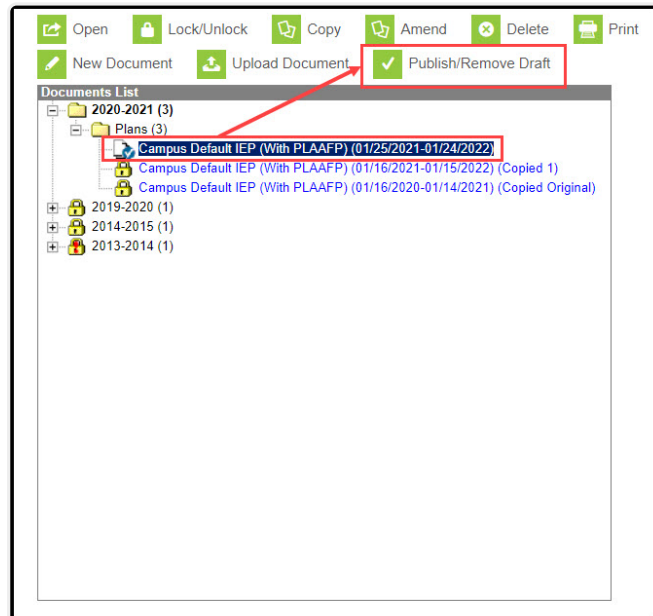 Open Lock/Unlock Copy Amend Delete Print
New Document Upload Document Publish/Remove Draft
Documents List
2020-2021 (3)
Plans (3)
Campus Default IEP (With PLAAFP) (01/25/2021-01/24/2022)
Campus Default IEP (With PLAAFP) (01/16/2021-01/15/2022) (Copied 1)
Campus Default IEP (With PLAAFP) (01/16/2020-01/14/2021) (Copied Original)
2019-2020 (1)
2014-2015 (1)
2013-2014 (1)